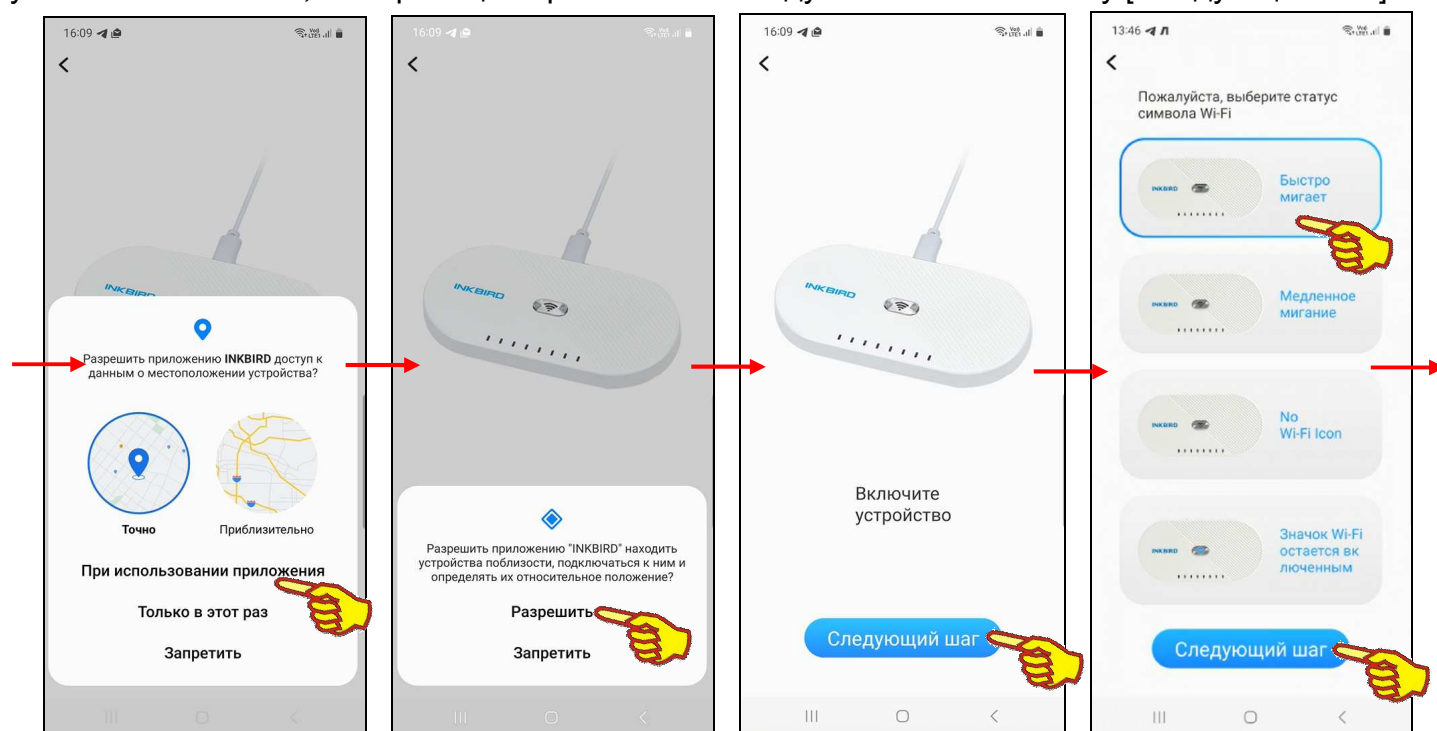 16:09
INKBIRD
Разрешить приложению INKBIRD доступ к
данным о местоположении устройства?
Точно
Приблизительно
При использовании приложения
Только в этот раз
Запретить
16:09
INKBIRD
Разрешить приложению "INKBIRD" находить
устройства поблизости, подключаться к ним и
определять их относительное положение?
Разрешить
Запретить
16:09
INKBIRD
Включите
устройство
Следующий шаг
13:46 Л
Пожалуйста, выберите статус
символа Wi-Fi
INKBIRD
Быстро
мигает
INKBIRD
Медленное
мигание
INKBIRD
No
Wi-Fi Icon
INKBIRD
Значок Wi-Fi
остается вк
люченным
Следующий шаг